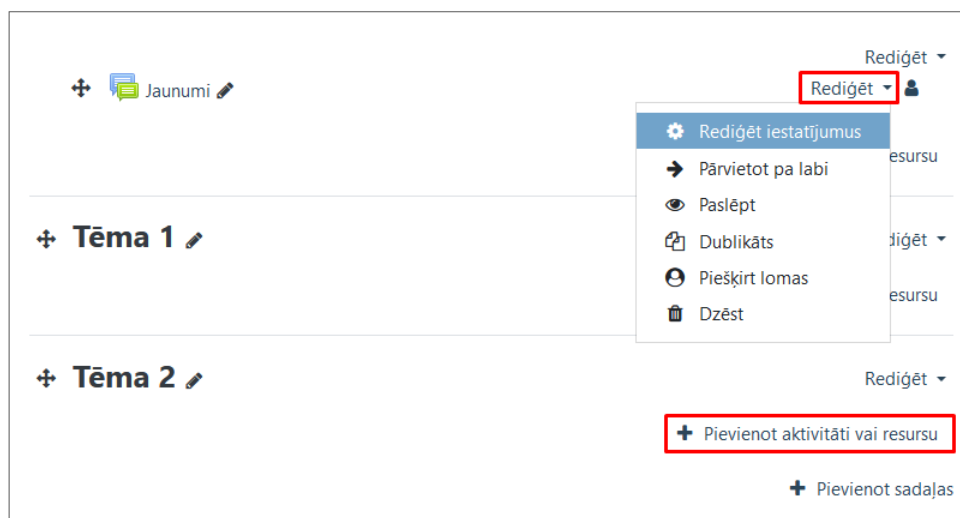 Rediģēt
Jaunumi Rediģēt
Rediģēt iestatījumus
esursu
Pārvietot pa labi
Paslēpt
Tēma 1 diģēt
Dublikāts
Piešķirt lomas
esursu
Dzēst
Tēma 2 Rediģēt
Pievienot aktivitāti vai resursu
Pievienot sadaļas